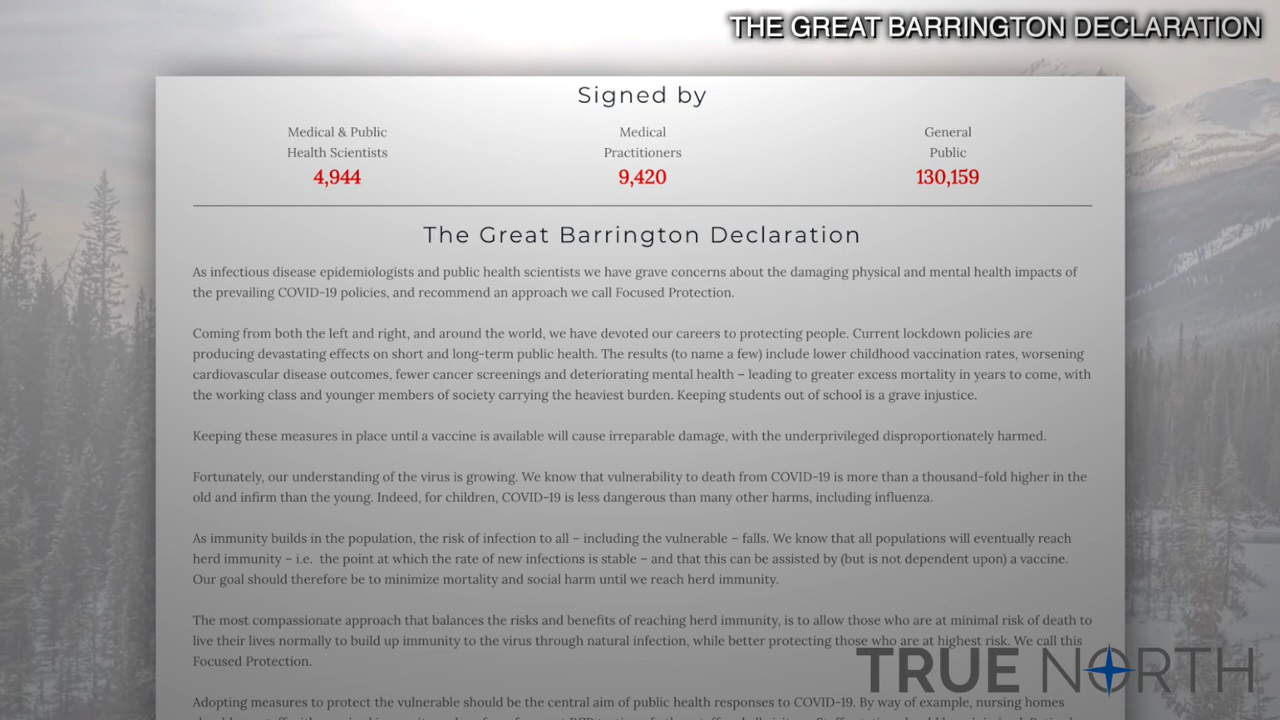 THE GREAT BARRINGTON DECLARATION
Signed by
Medical & Public
Health Scientists
4,944
Medical
Practitioners
9,420
General
Public
130,159
The Great Barrington Declaration
As infectious disease epidemiologists and public health scientists we have grave concerns about the damaging physical and mental health impacts of
the prevailing COVID-19 policies, and recommend an approach we call Focused Protection.
Coming from both the left and right, and around the world, we have devoted our careers to protecting people. Current lockdown policies are
producing devastating effects on short and long-term public health. The results (to name a few) include lower childhood vaccination rates, worsening
cardiovascular disease outcomes, fewer cancer screenings and deteriorating mental health – leading to greater excess mortality in years to come, with
the working class and younger members of society carrying the heaviest burden. Keeping students out of school is a grave injustice.
Keeping these measures in place until a vaccine is available will cause irreparable damage, with the underprivileged disproportionately harmed.
Fortunately, our understanding of the virus is growing. We know that vulnerability to death from COVID-19 is more than a thousand-fold higher in the
old and infirm than the young. Indeed, for children, COVID-19 is less dangerous than many other harms, including influenza.
As immunity builds in the population, the risk of infection to all – including the vulnerable – falls. We know that all populations will eventually reach
herd immunity – i.e. the point at which the rate of new infections is stable – and that this can be assisted by (but is not dependent upon) a vaccine.
Our goal should therefore be to minimize mortality and social harm until we reach herd immunity.
The most compassionate approach that balances the risks and benefits of reaching herd immunity, is to allow those who are at minimal risk of death to
live their lives normally to build up immunity to the virus through natural infection, while better protecting those who are at highest risk. We call this
Focused Protection.
Adopting measures to protect the vulnerable should be the central aim of public health responses to COVID-19. By way of example, nursing homes
TRUE NORTH